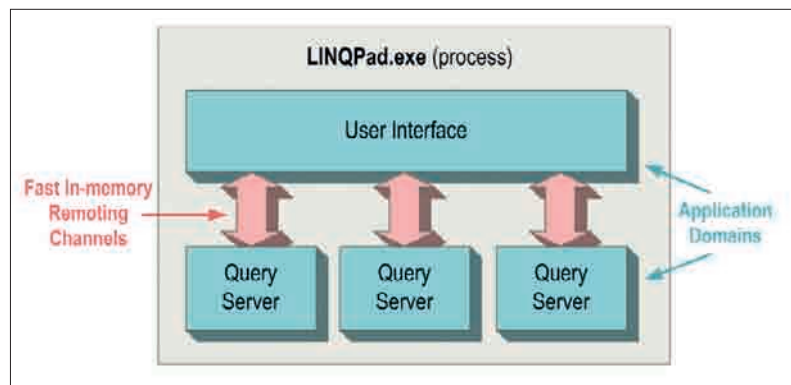 LINQPad.exe (process)
User Interface
Fast In-memory
Remoting
Channels
Application
Domains
Query
Server
Query
Server
Query
Server